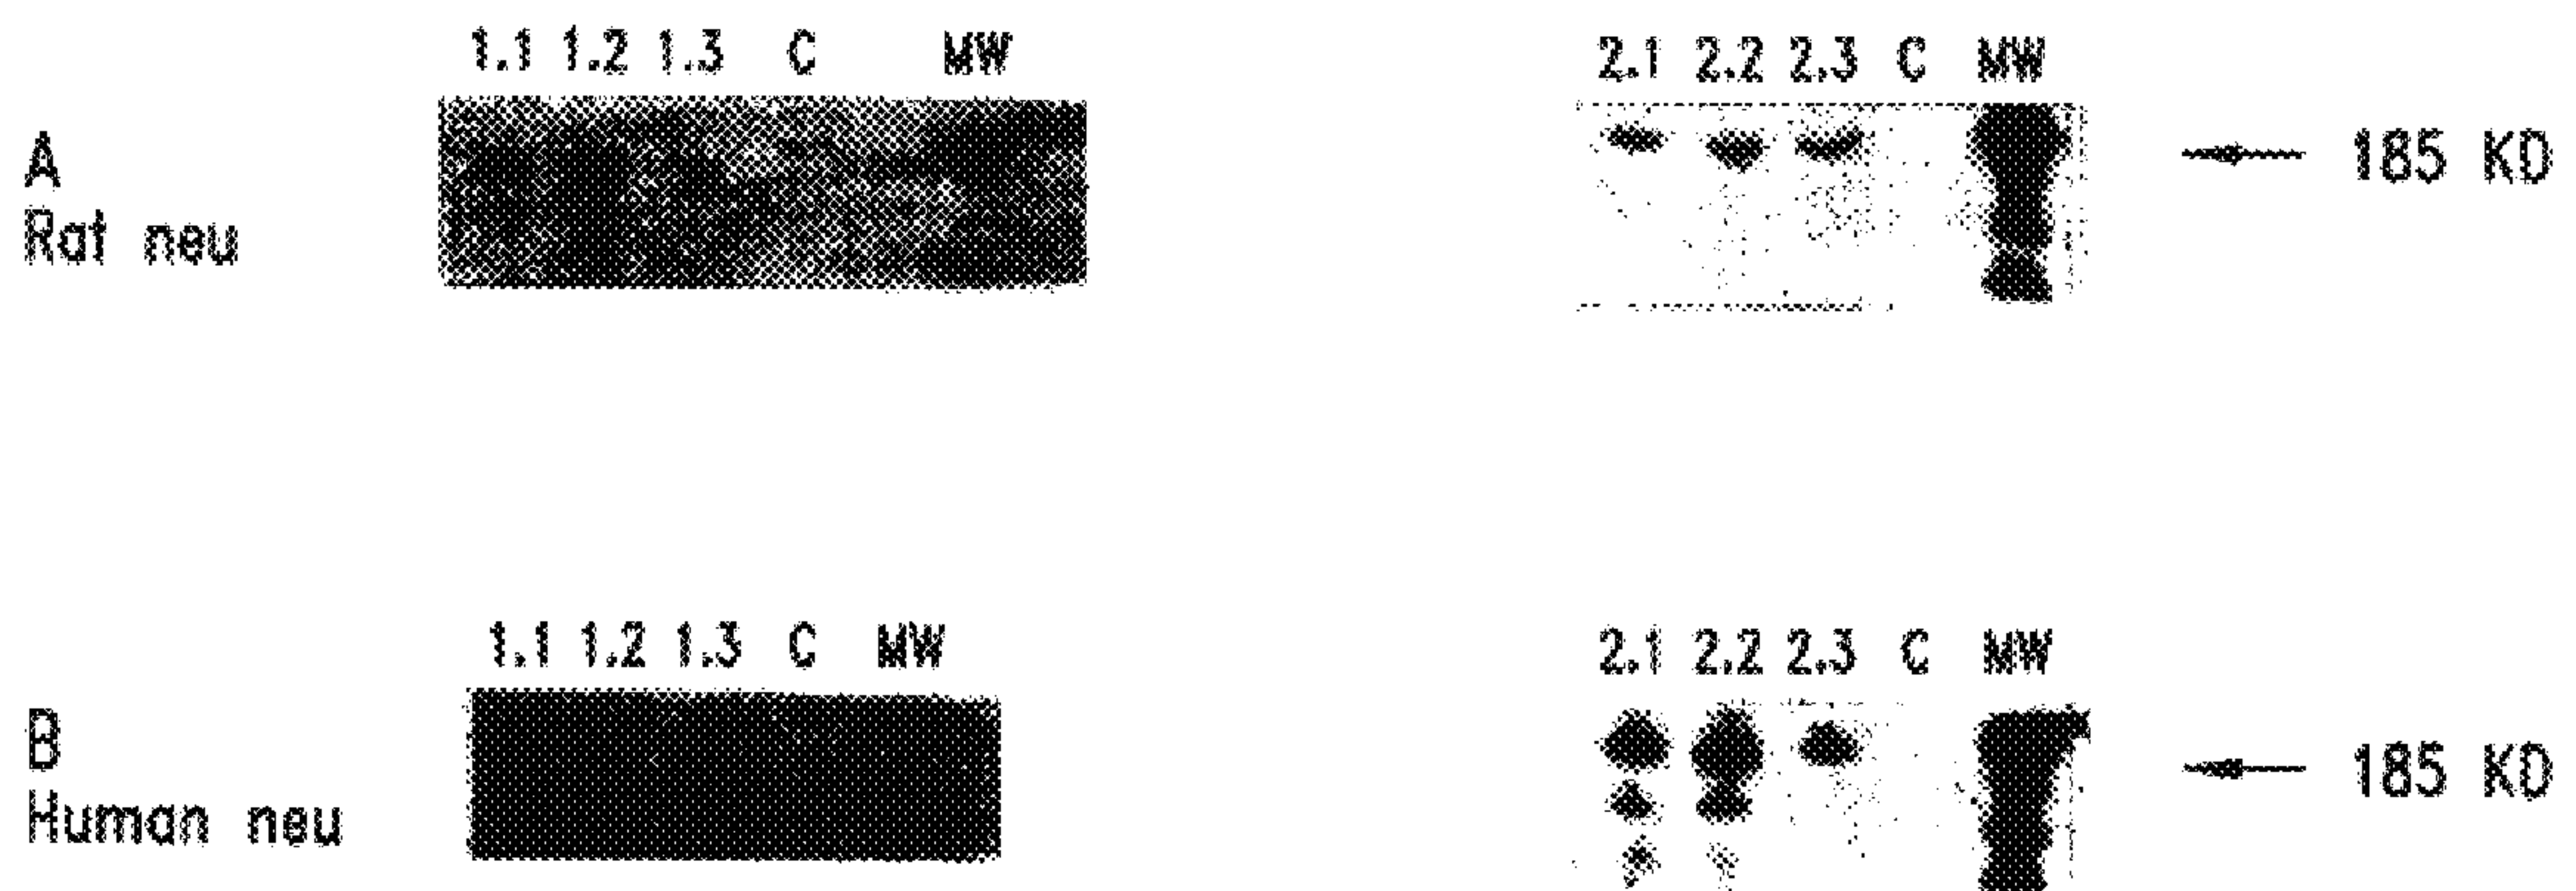 1.1 1.2 1.3 C MW
2.1 2.2 2.3 C MW
A
Rat neu
185 KD
1.1 1.2 1.3 C MW
2.1 2.2 2.3 C MW
B
Human neu
185 KD